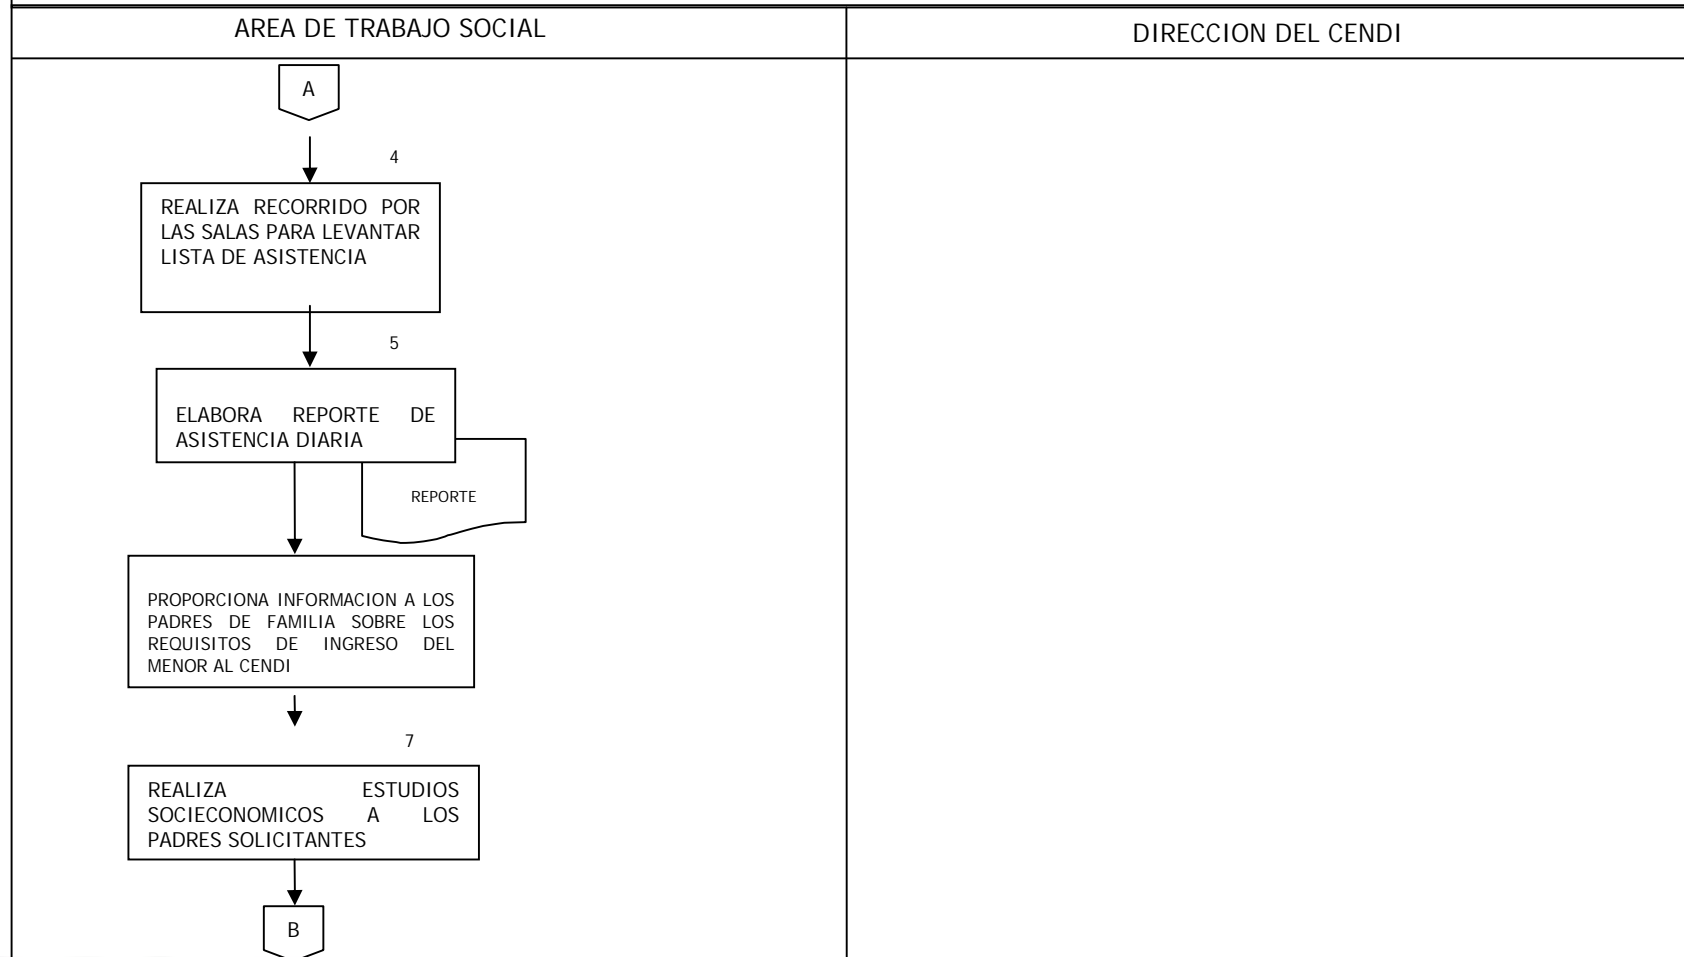 AREA DE TRABAJO SOCIAL
DIRECCION DEL CENDI
A
4
REALIZA RECORRIDO POR
LAS SALAS PARA LEVANTAR
LISTA DE ASISTENCIA
5
ELABORA REPORTE DE
ASISTENCIA DIARIA
REPORTE
PROPORCIONA INFORMACION A LOS
PADRES DE FAMILIA SOBRE LOS
REQUISITOS DE INGRESO DEL
MENOR AL CENDI
7
REALIZA ESTUDIOS
SOCIECONOMICOS A LOS
PADRES SOLICITANTES
B